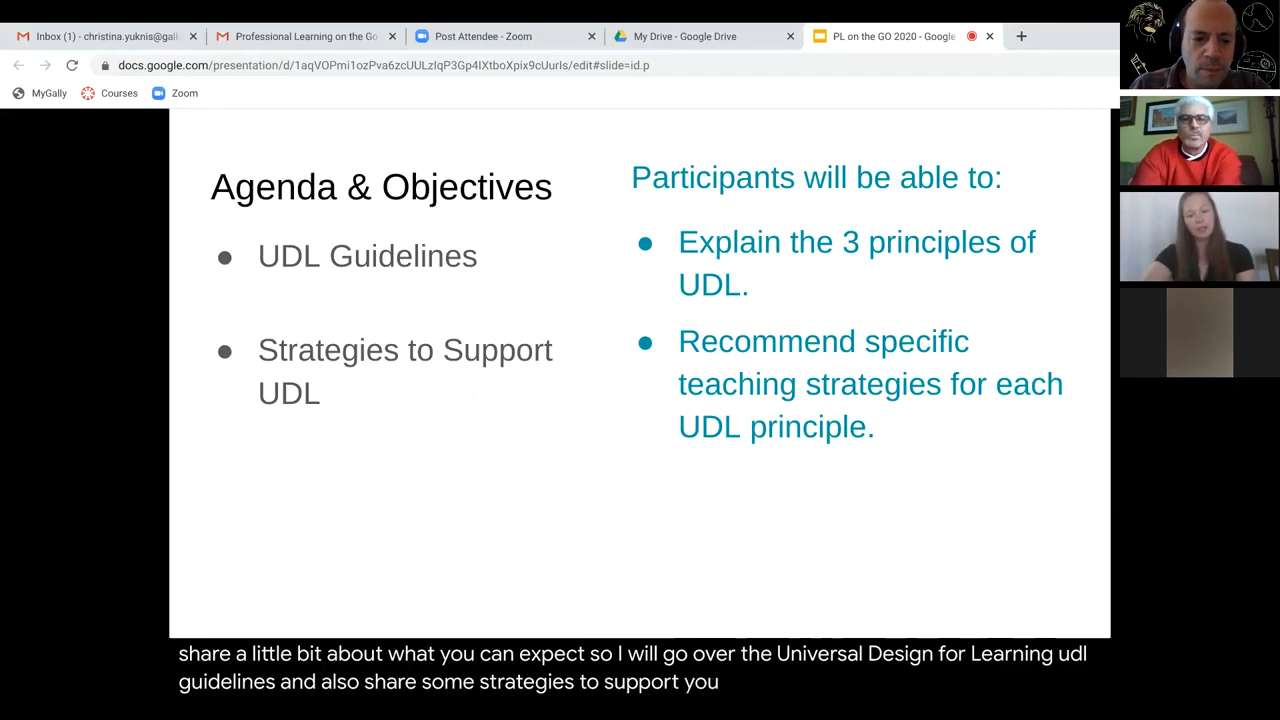 Inbox (1) - christina.yuknis@gall
Professional Learning on the Go
Post Attendee - Zoom
My Drive - Google Drive
PL on the GO 2020 - Google
docs.google.com/presentation/d/1aqVOPmi1ozPva6zcUULzIqP3Gp4IXtboXpix9cUurIs/edit#slide=id.p
MyGally
Courses
Zoom
Agenda & Objectives
● UDL Guidelines
● Strategies to Support
UDL
Participants will be able to:
● Explain the 3 principles of
UDL.
● Recommend specific
teaching strategies for each
UDL principle.
share a little bit about what you can expect so I will go over the Universal Design for Learning udl
guidelines and also share some strategies to support you